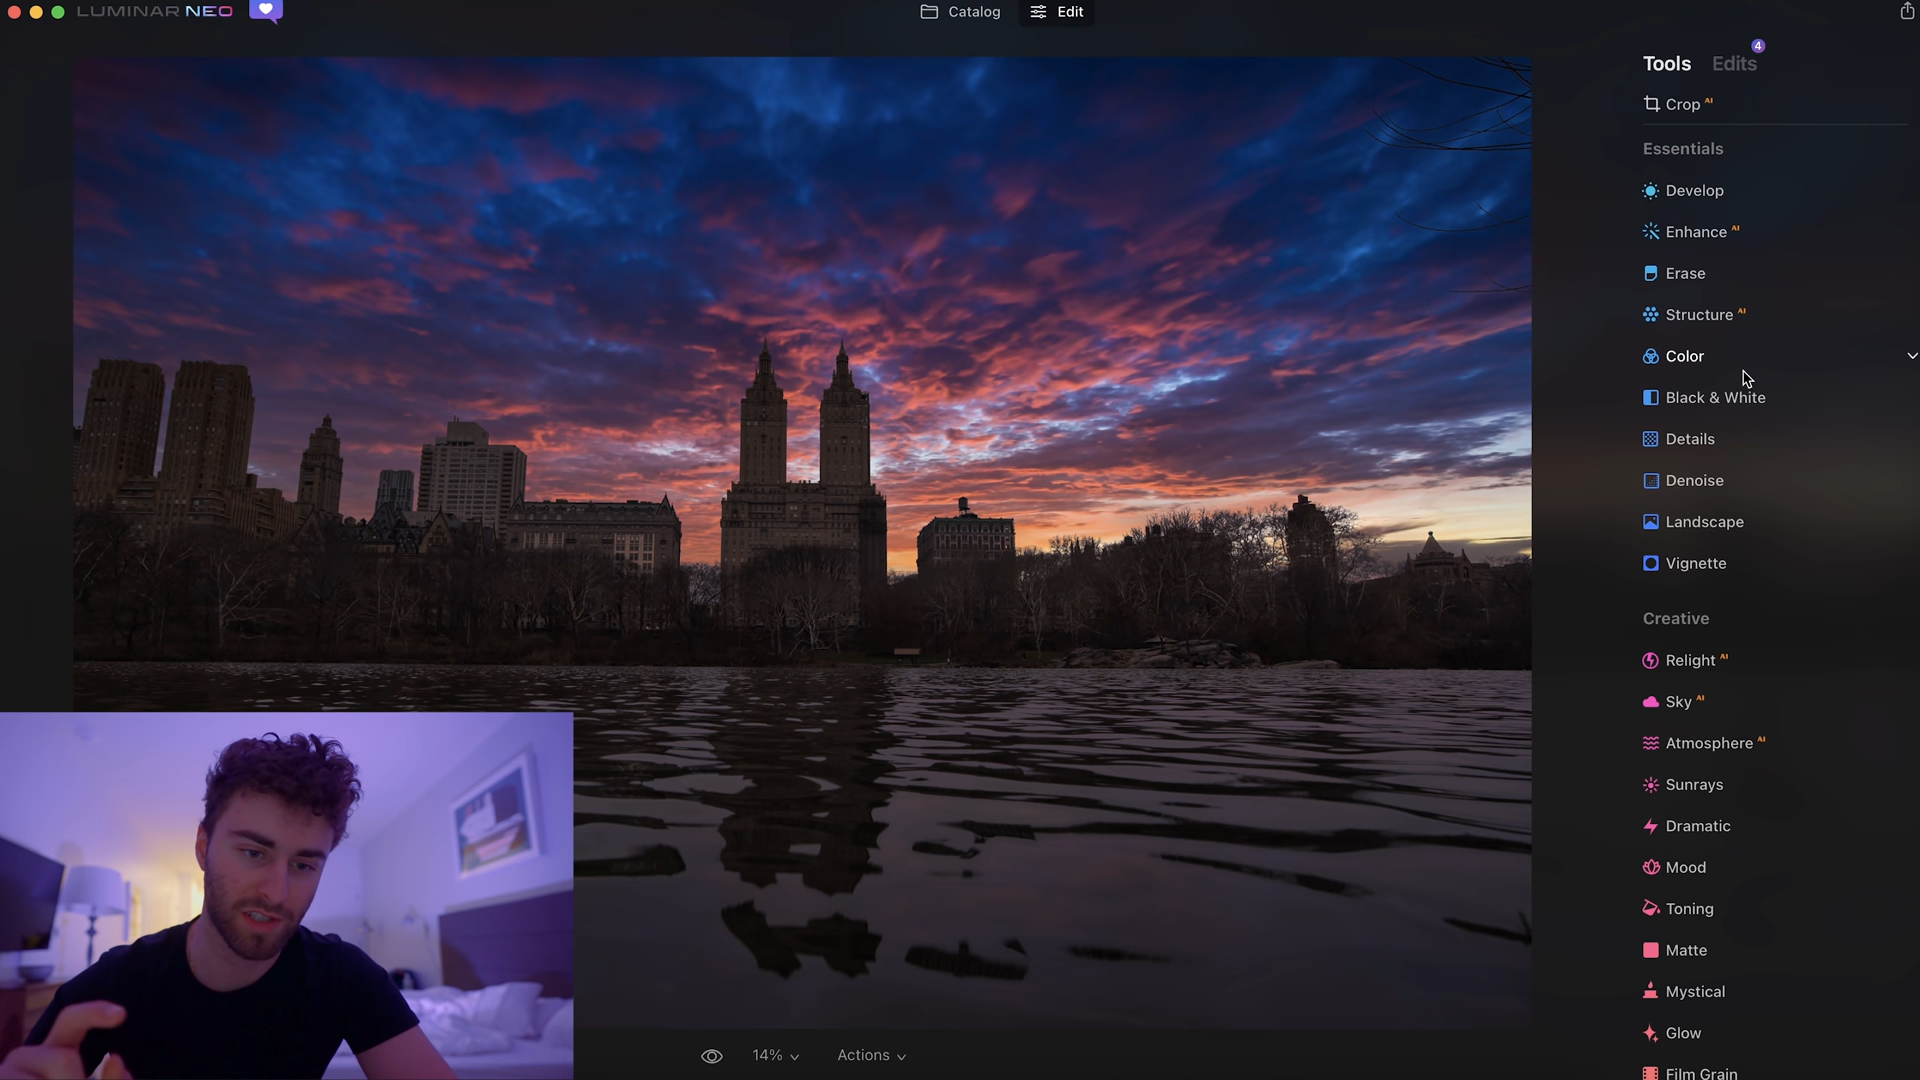 LUMINAR NEO
Catalog
Edit
4
Tools Edits
Crop AI
Essentials
Develop
Enhance AI
Erase
Structure AI
Color
Black & White
Details
Denoise
Landscape
Vignette
Creative
Relight AI
Sky AI
Atmosphere AI
Sunrays
Dramatic
Mood
Toning
Matte
Mystical
Glow
Film Grain
14% Actions